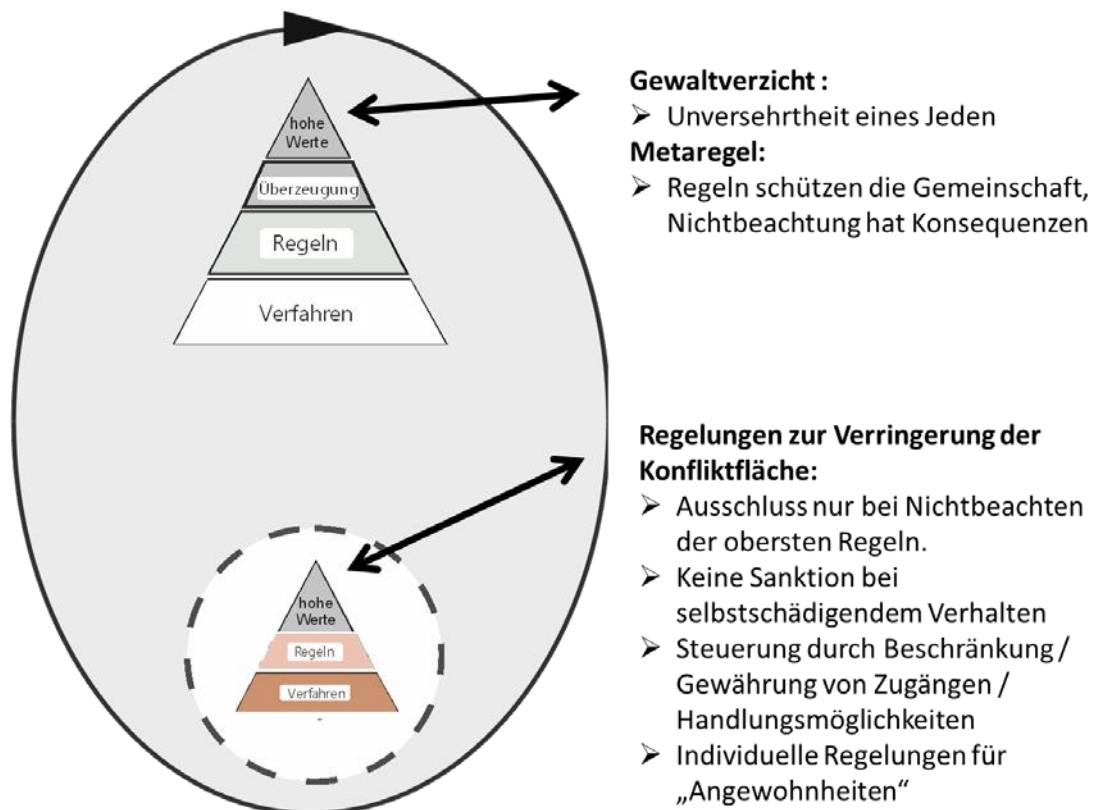 hohe
Werte
Überzeugung
Regeln
Verfahren
Gewaltverzicht :
➢ Unversehrtheit eines Jeden
Metaregel:
➢ Regeln schützen die Gemeinschaft,
Nichtbeachtung hat Konsequenzen
hohe
Werte
Regeln
Verfahren
Regelungen zur Verringerung der
Konfliktfläche:
➢ Ausschluss nur bei Nichtbeachten
der obersten Regeln.
➢ Keine Sanktion bei
selbstschädigendem Verhalten
➢ Steuerung durch Beschränkung /
Gewährung von Zugängen /
Handlungsmöglichkeiten
➢ Individuelle Regelungen für
„Angewohnheiten“